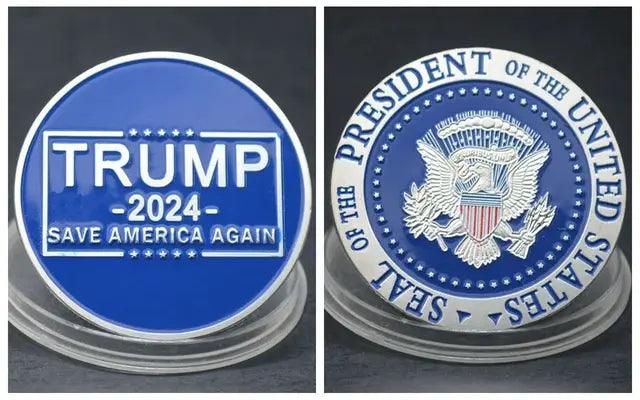 TRUMP
-2024-
SAVE AMERICA AGAIN
SEAL OF THE PRESIDENT OF THE UNITED STATES